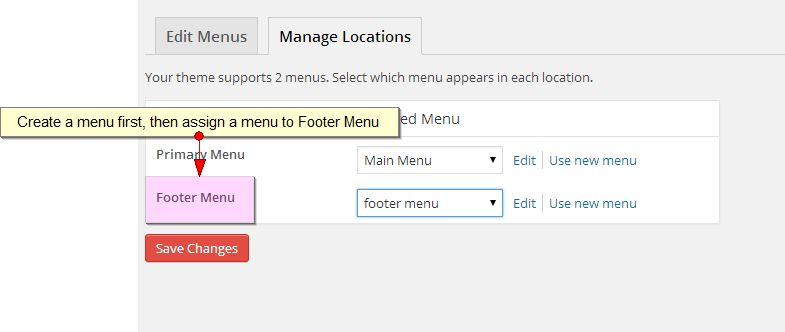 Edit Menus Manage Locations
Your theme supports 2 menus. Select which menu appears in each location.
Create a menu first, then assign a menu to Footer Menu
ed Menu
Primary Menu Main Menu Edit Use new menu
Footer Menu footer menu Edit Use new menu
Save Changes